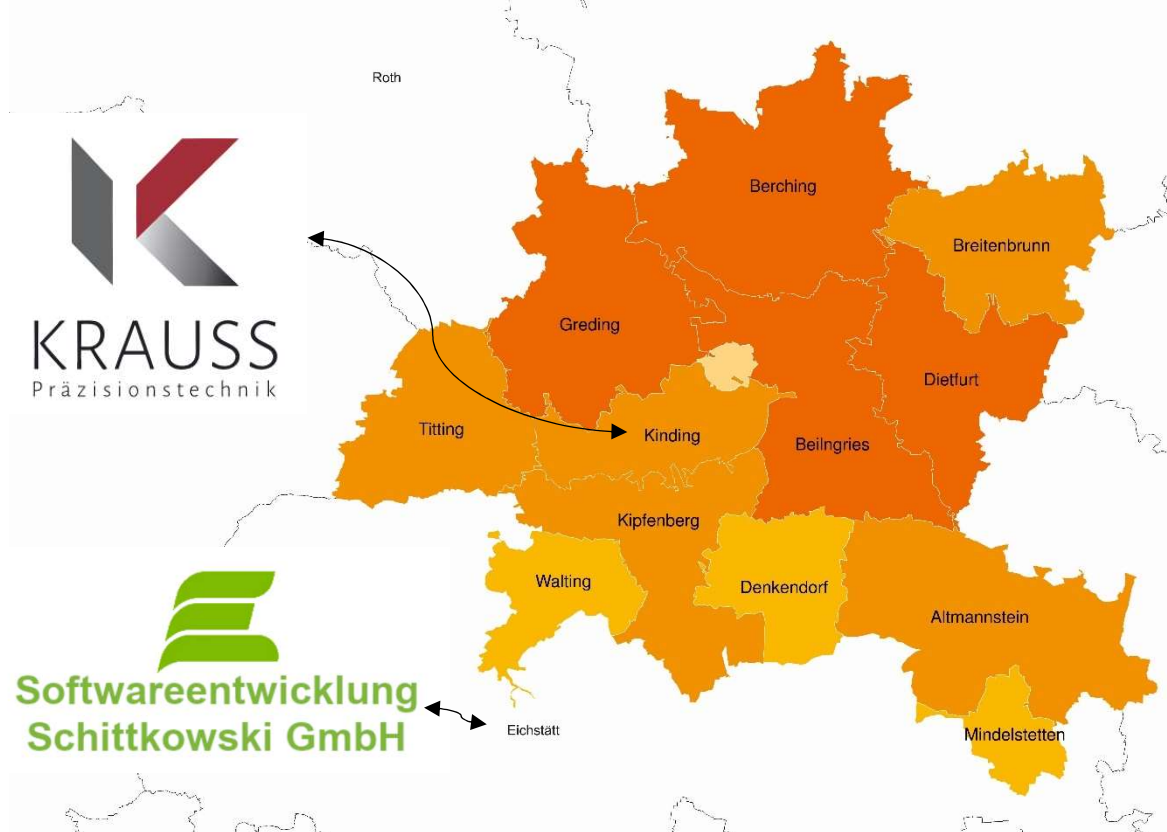 Roth
KRAUSS
Präzisionstechnik
Berching
Breitenbrunn
Greding
Dietfurt
Titting
Kinding
Beilngries
Kipfenberg
Walting
Denkendorf
Altmannstein
Softwareentwicklung
Schittkowski GmbH
Eichstätt
Mindelstetten